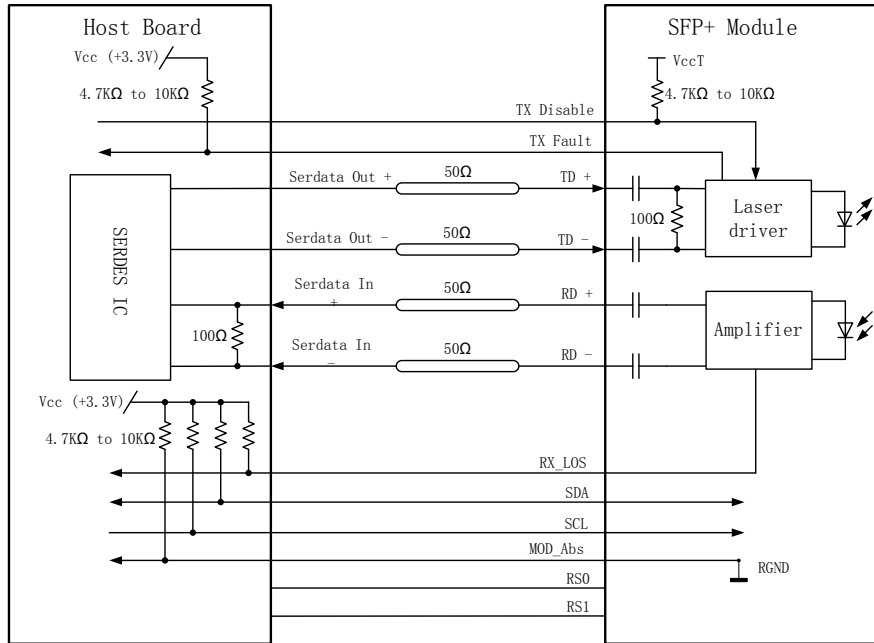 Host Board
SFP+ Module
Vcc (+3.3V)
VccT
4.7KΩ to 10KΩ
4.7KΩ to 10KΩ
TX Disable
TX Fault
Serdata Out +
50Ω
TD +
100Ω
Laser
driver
Serdata Out -
50Ω
TD -
SERDES IC
Serdata In
+
50Ω
RD +
100Ω
Amplifier
Serdata In
-
50Ω
RD -
Vcc (+3.3V)
4.7KΩ to 10KΩ
RX_LOS
SDA
SCL
MOD_Abs
RGND
RS0
RS1